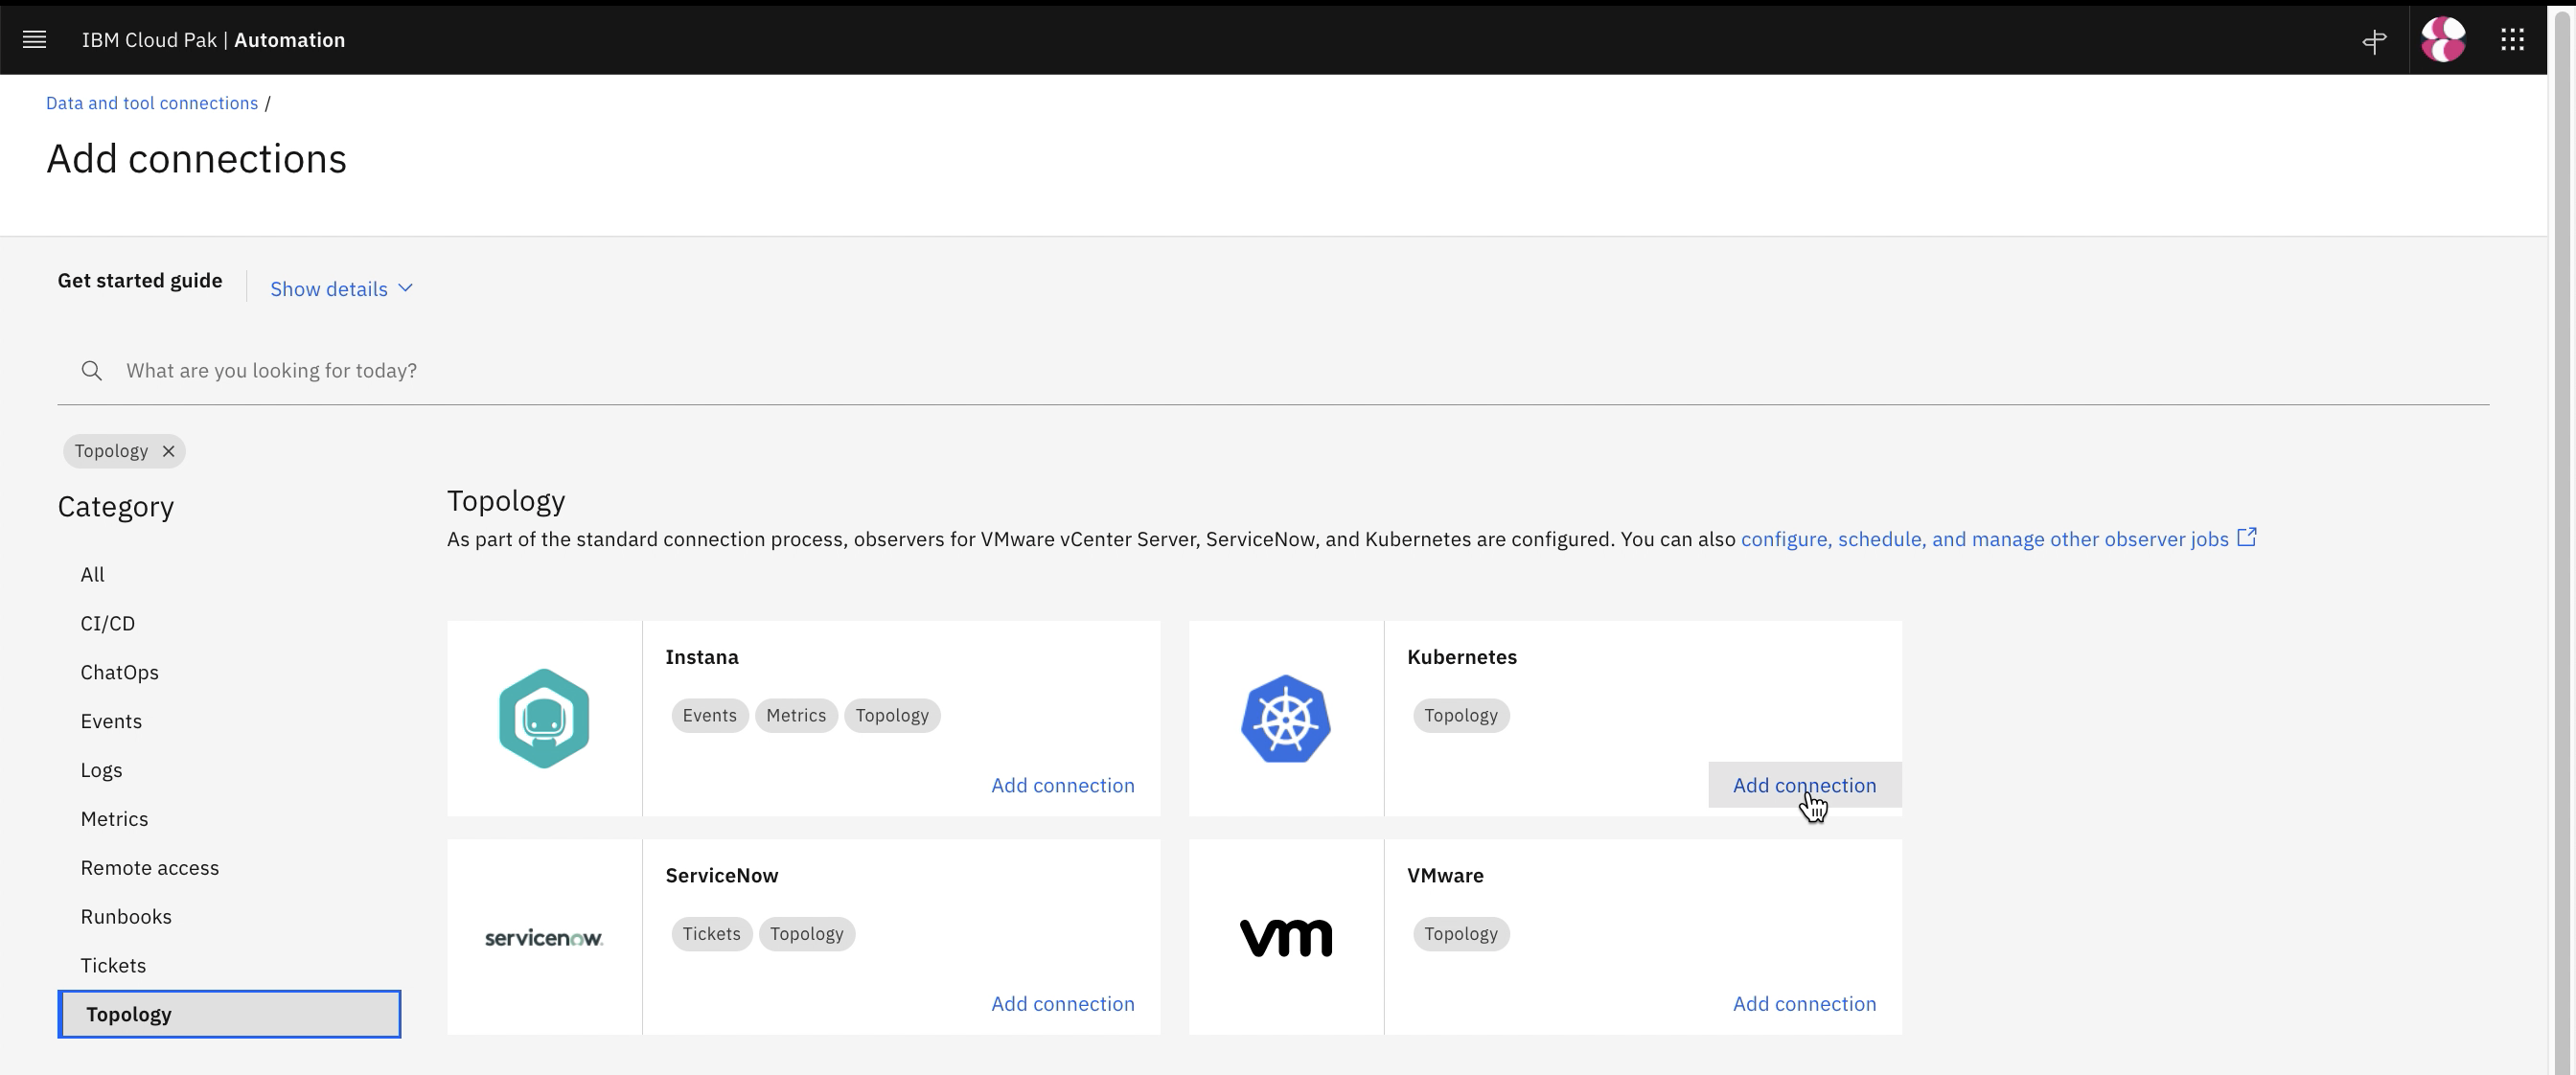 IBM Cloud Pak | Automation
Data and tool connections /
Add connections
Get started guide
Show details
What are you looking for today?
Topology
Category
All
CI/CD
ChatOps
Events
Logs
Metrics
Remote access
Runbooks
Tickets
Topology
Topology
As part of the standard connection process, observers for VMware vCenter Server, ServiceNow, and Kubernetes are configured. You can also configure, schedule, and manage other observer jobs
Instana
Events Metrics Topology
Add connection
Kubernetes
Topology
Add connection
servicenow.
ServiceNow
Tickets Topology
Add connection
vm
VMware
Topology
Add connection